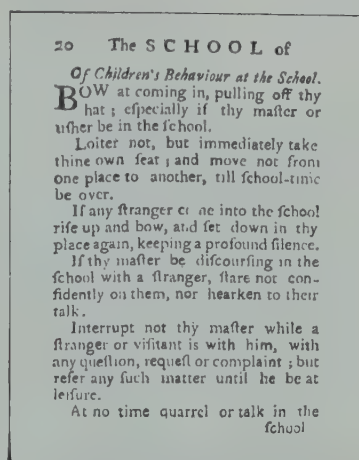 20 The SCHOOL of
Of Children's Behaviour at the School.
BOW at coming in, pulling off thy
hat ; eſpecially if thy maſter or
uſher be in the ſchool.
Loiter not, but immediately take
thine own ſeat ; and move not from
one place to another, till ſchool-time
be over.
If any ſtranger come into the ſchool
riſe up and bow, and ſet down in thy
place again, keeping a profound ſilence.
If thy maſter be diſcourſing in the
ſchool with a ſtranger, ſtare not con-
fidently on them, nor hearken to their
talk.
Interrupt not thy maſter while a
ſtranger or viſitant is with him, with
any queſtion, requeſt or complaint ; but
refer any ſuch matter until he be at
leiſure.
At no time quarrel or talk in the
ſchool